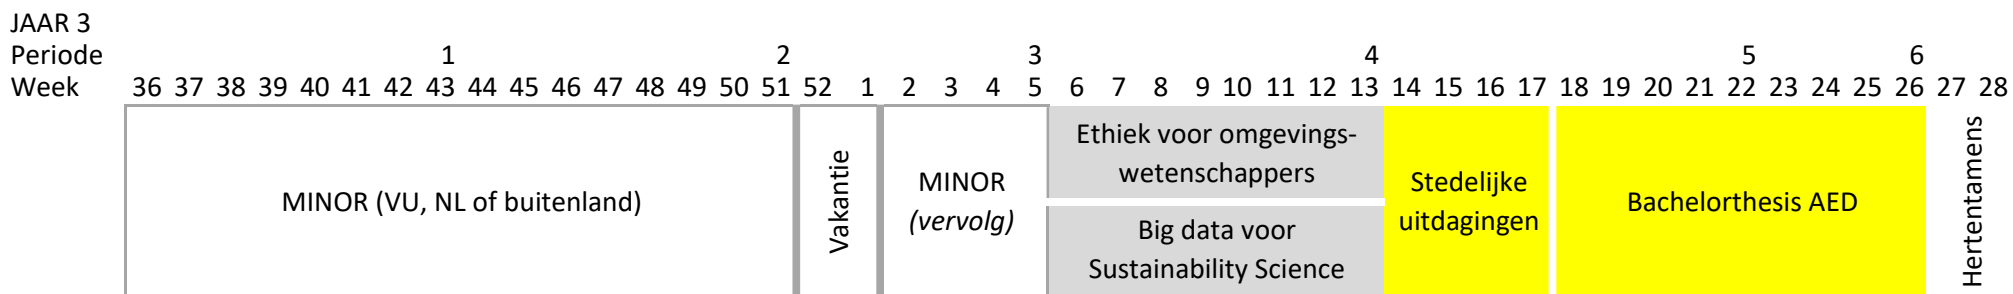 JAAR 3
Periode 1 2 3 4 5 6
Week 36 37 38 39 40 41 42 43 44 45 46 47 48 49 50 51 52 1 2 3 4 5 6 7 8 9 10 11 12 13 14 15 16 17 18 19 20 21 22 23 24 25 26 27 28
MINOR (VU, NL of buitenland)
Vakantie
MINOR
(vervolg)
Ethiek voor omgevings-
wetenschappers
Big data voor
Sustainability Science
Stedelijke
uitdagingen
Bachelorthesis AED
Hertentamens